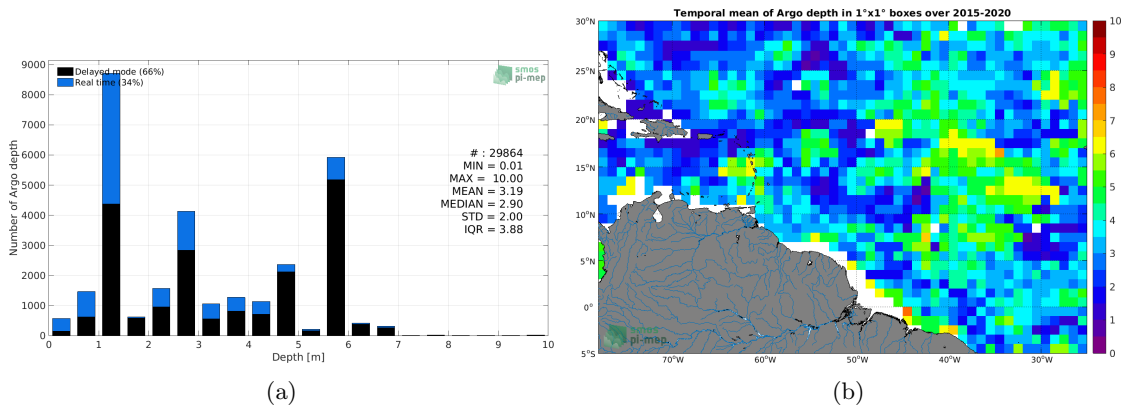 Delayed mode (66%)
Real time (34%)
smos
pi-mep
9000
8000
7000
6000
5000
4000
3000
2000
1000
0
Number of Argo depth
# : 29864
MIN = 0.01
MAX = 10.00
MEAN = 3.19
MEDIAN = 2.90
STD = 2.00
IQR = 3.88
0 1 2 3 4 5 6 7 8 9 10
Depth [m]
(a)
Temporal mean of Argo depth in 1°x1° boxes over 2015-2020
30°N
25°N
20°N
15°N
10°N
5°N
0°
5°S
70°W 60°W 50°W 40°W 30°W
smos
pi-mep
10
9
8
7
6
5
4
3
2
1
0
(b)